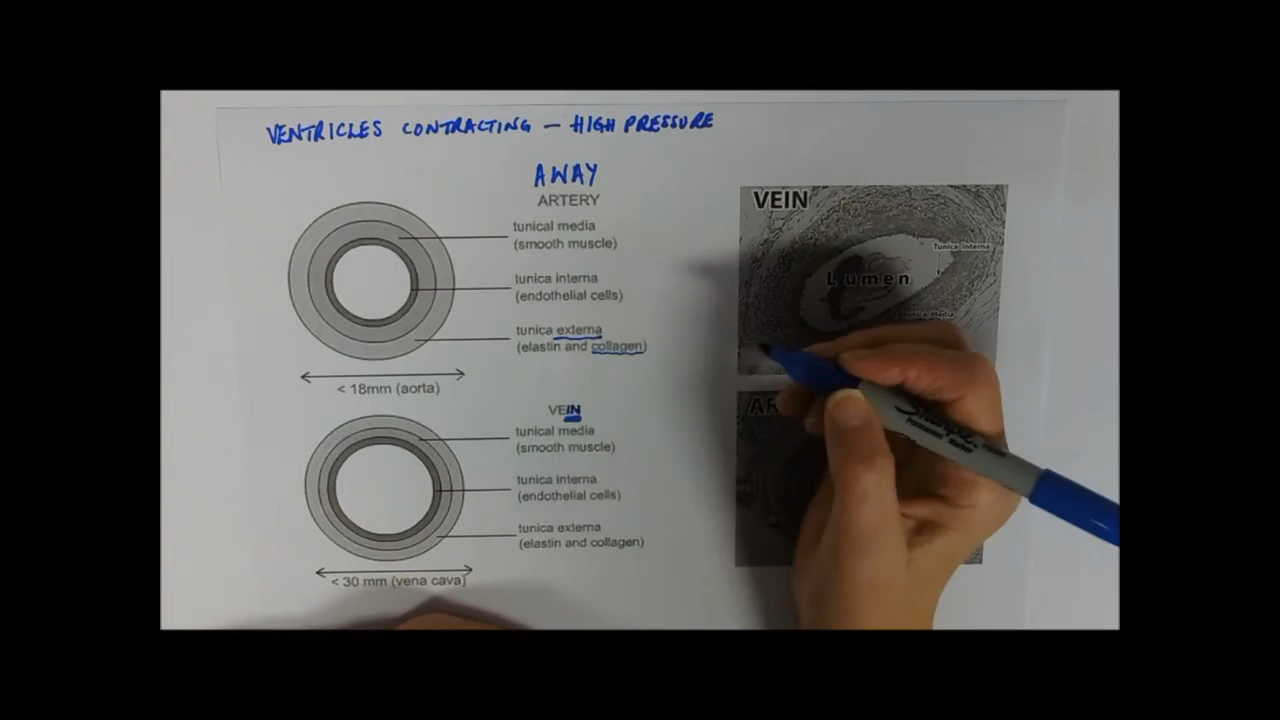 VENTRICLES CONTRACTING — HIGH PRESSURE
AWAY
ARTERY
tunical media
(smooth muscle)
tunica interna
(endothelial cells)
tunica externa
(elastin and collagen)
< 18mm (aorta)
VEIN
tunical media
(smooth muscle)
tunica interna
(endothelial cells)
tunica externa
(elastin and collagen)
< 30 mm (vena cava)
VEIN
Tunica Interna
Lumen
Media
AR
Sharpie